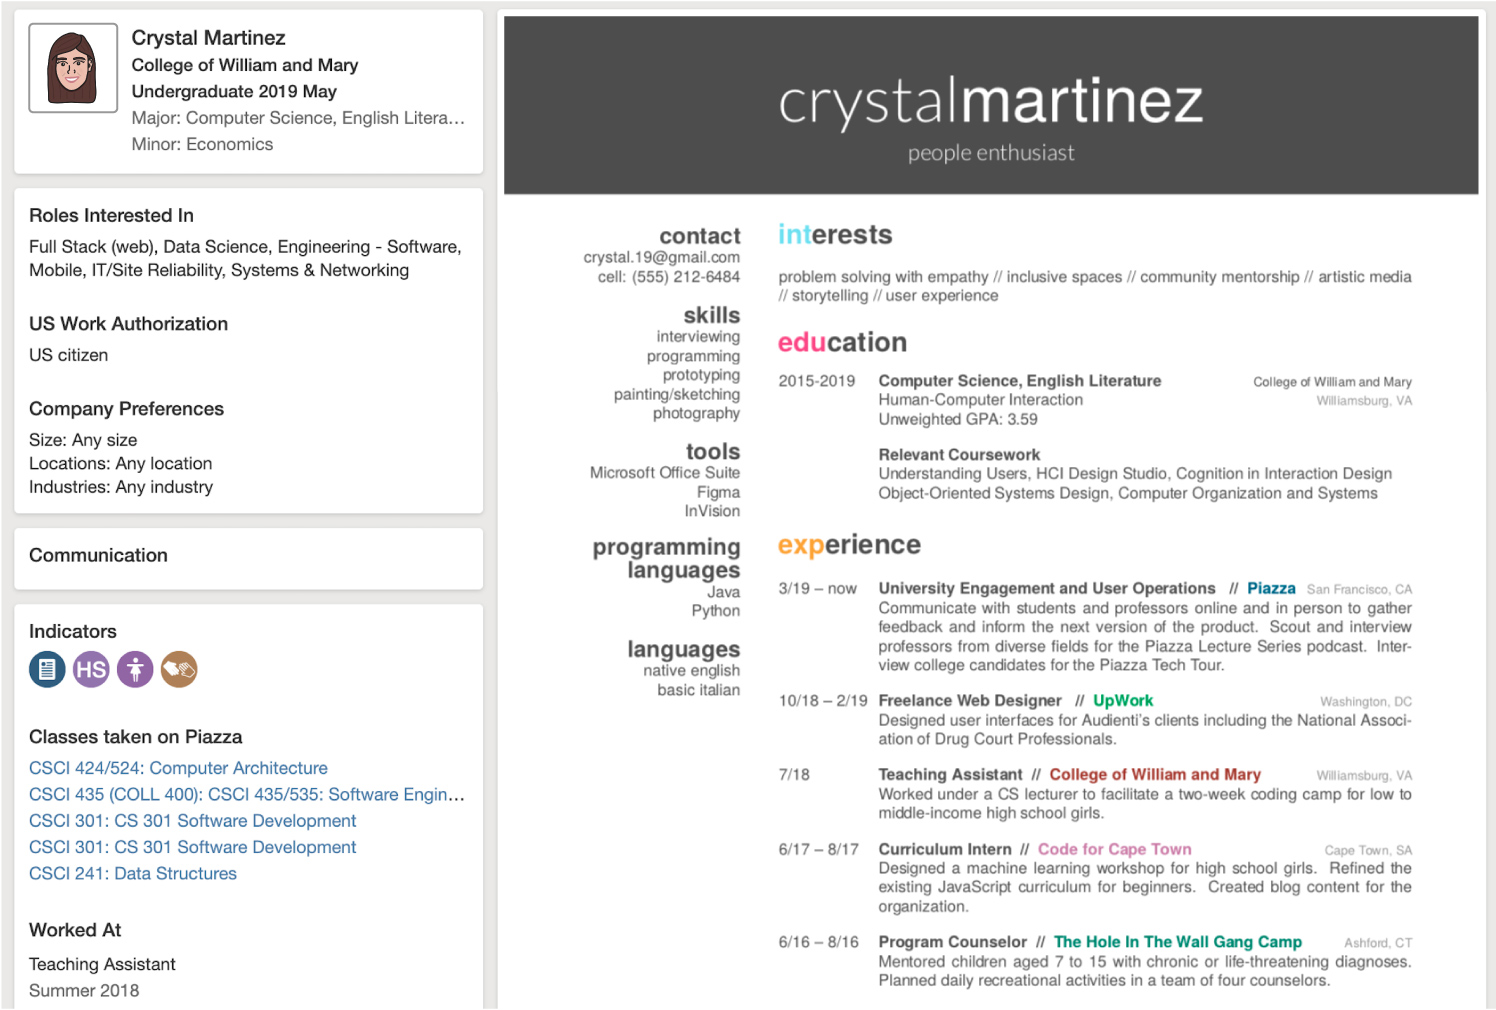 Crystal Martinez
College of William and Mary
Undergraduate 2019 May
Major: Computer Science, English Litera...
Minor: Economics
Roles Interested In
Full Stack (web), Data Science, Engineering - Software,
Mobile, IT/Site Reliability, Systems & Networking
US Work Authorization
US citizen
Company Preferences
Size: Any size
Locations: Any location
Industries: Any industry
Communication
Indicators
HS
Classes taken on Piazza
CSCI 424/524: Computer Architecture
CSCI 435 (COLL 400): CSCI 435/535: Software Engin...
CSCI 301: CS 301 Software Development
CSCI 301: CS 301 Software Development
CSCI 241: Data Structures
Worked At
Teaching Assistant
Summer 2018
crystalmartinez
people enthusiast
contact
crystal.19@gmail.com
cell: (555) 212-6484
skills
interviewing
programming
prototyping
painting/sketching
photography
tools
Microsoft Office Suite
Figma
InVision
programming
languages
Java
Python
languages
native english
basic italian
interests
problem solving with empathy // inclusive spaces // community mentorship // artistic media
// storytelling // user experience
education
2015-2019 Computer Science, English Literature College of William and Mary
Human-Computer Interaction Williamsburg, VA
Unweighted GPA: 3.59
Relevant Coursework
Understanding Users, HCI Design Studio, Cognition in Interaction Design
Object-Oriented Systems Design, Computer Organization and Systems
experience
3/19 – now University Engagement and User Operations // Piazza San Francisco, CA
Communicate with students and professors online and in person to gather
feedback and inform the next version of the product. Scout and interview
professors from diverse fields for the Piazza Lecture Series podcast. Inter-
view college candidates for the Piazza Tech Tour.
10/18 – 2/19 Freelance Web Designer // UpWork Washington, DC
Designed user interfaces for Audienti's clients including the National Associ-
ation of Drug Court Professionals.
7/18 Teaching Assistant // College of William and Mary Williamsburg, VA
Worked under a CS lecturer to facilitate a two-week coding camp for low to
middle-income high school girls.
6/17 – 8/17 Curriculum Intern // Code for Cape Town Cape Town, SA
Designed a machine learning workshop for high school girls. Refined the
existing JavaScript curriculum for beginners. Created blog content for the
organization.
6/16 – 8/16 Program Counselor // The Hole In The Wall Gang Camp Ashford, CT
Mentored children aged 7 to 15 with chronic or life-threatening diagnoses.
Planned daily recreational activities in a team of four counselors.